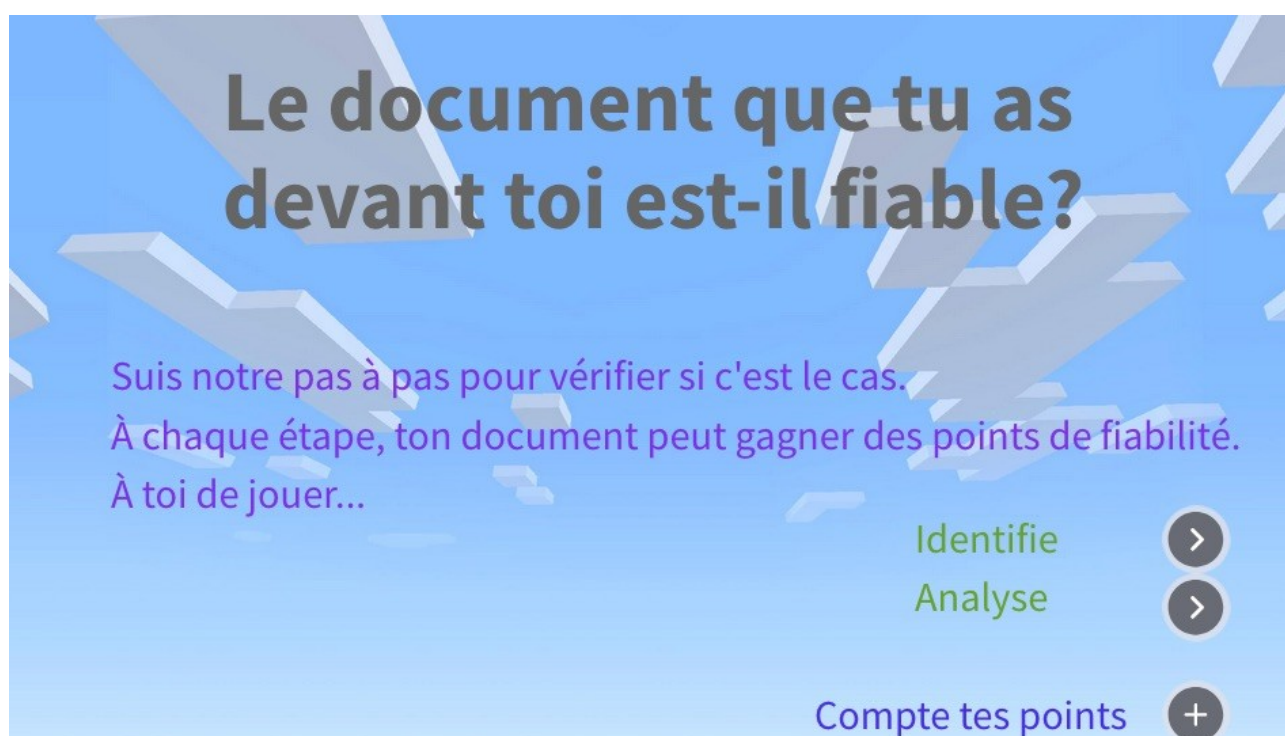 Le document que tu as
devant toi est-il fiable?
Suis notre pas à pas pour vérifier si c'est le cas.
À chaque étape, ton document peut gagner des points de fiabilité.
À toi de jouer...
Identifie
Analyse
Compte tes points